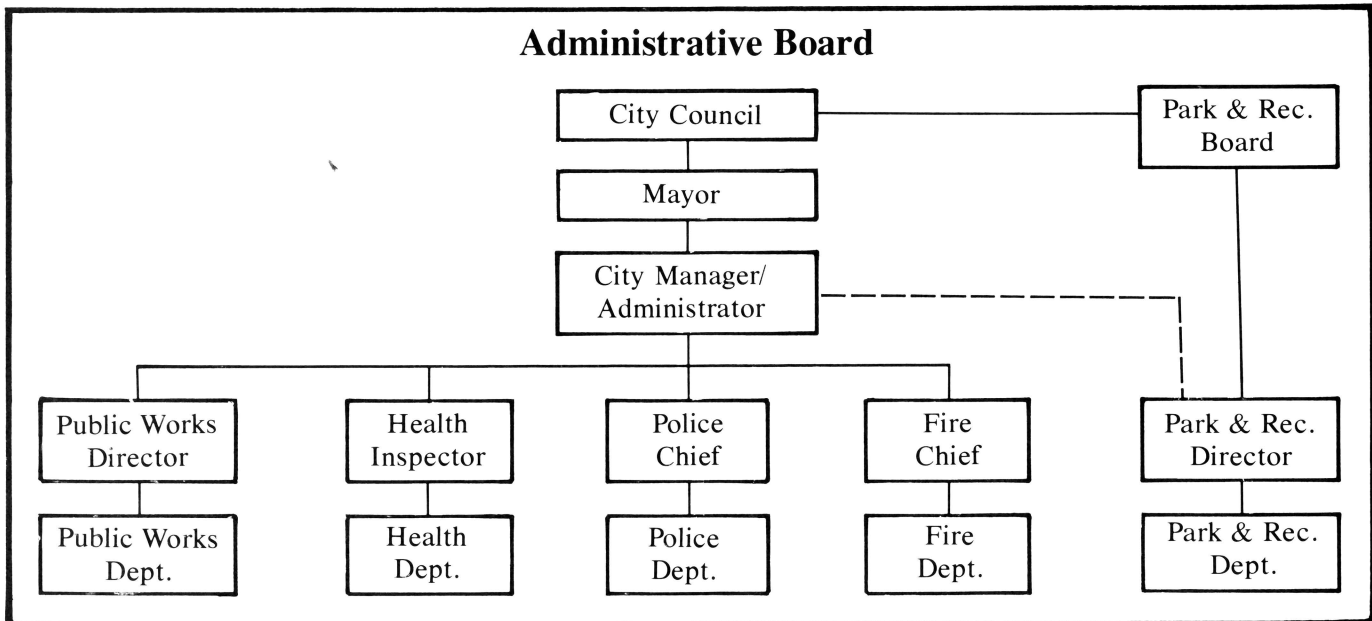 Administrative Board
City Council
Park & Rec.
Board
Mayor
City Manager/
Administrator
Public Works
Director
Health
Inspector
Police
Chief
Fire
Chief
Park & Rec.
Director
Public Works
Dept.
Health
Dept.
Police
Dept.
Fire
Dept.
Park & Rec.
Dept.